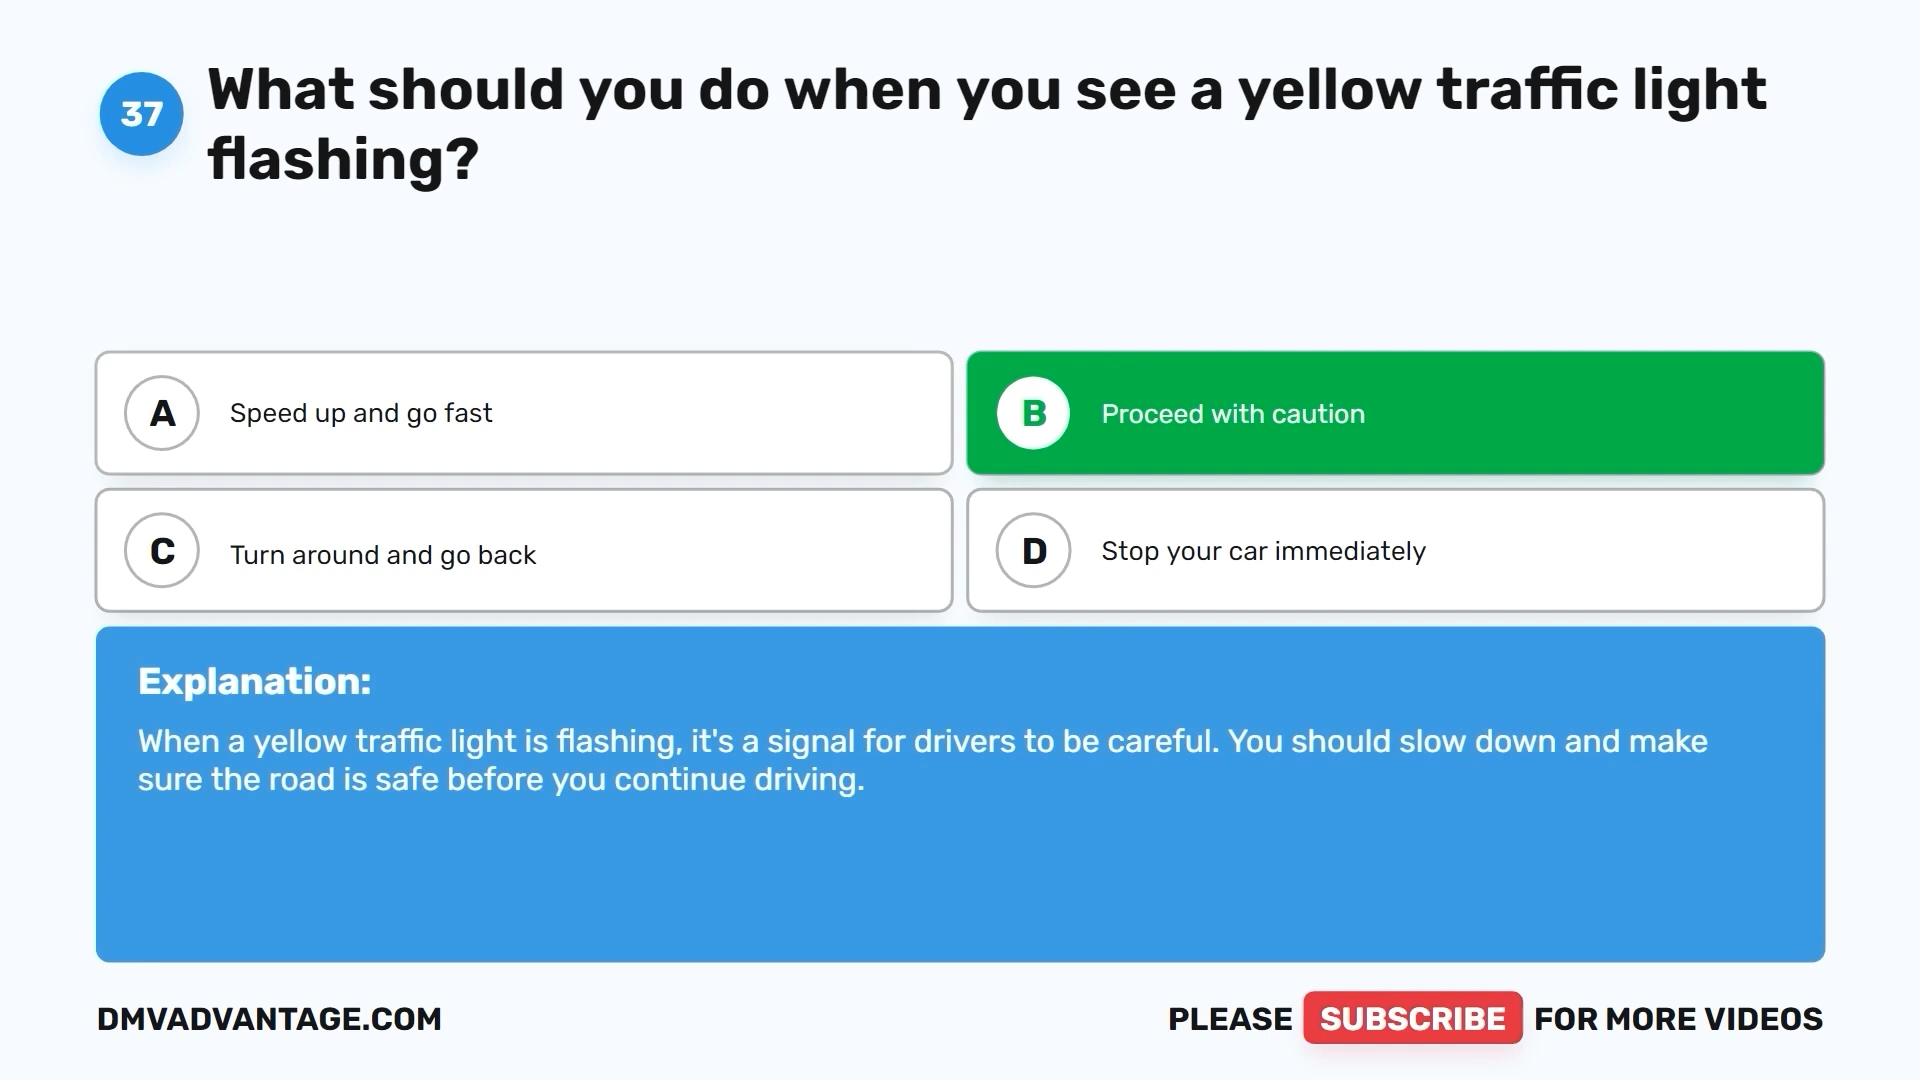 37
What should you do when you see a yellow traffic light
flashing?
A
Speed up and go fast
B
Proceed with caution
C
Turn around and go back
D
Stop your car immediately
Explanation:
When a yellow traffic light is flashing, it's a signal for drivers to be careful. You should slow down and make
sure the road is safe before you continue driving.
DMVADVANTAGE.COM
PLEASE SUBSCRIBE FOR MORE VIDEOS